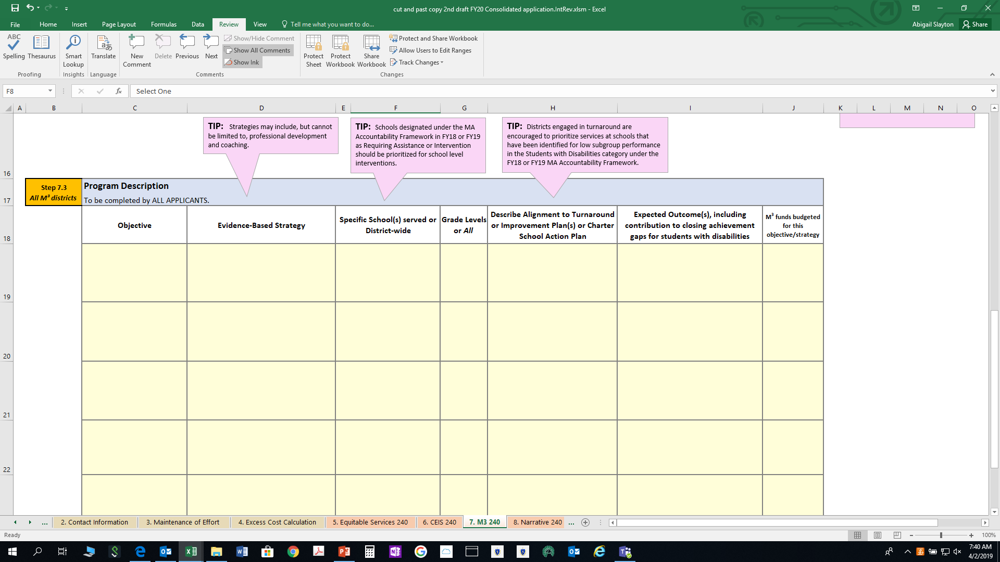 cut and past copy 2nd draft FY20 Consolidated application.IntRev.xlsm - Excel
File Home Insert Page Layout Formulas Data Review View Tell me what you want to do... Abigail Slayton Share
ABC
Spelling Thesaurus
Proofing
Smart
Lookup
Insights
Translate
Language
New
Comment
Delete Previous Next
Show/Hide Comment
Show All Comments
Show Ink
Comments
Protect
Sheet
Protect
Workbook
Share
Workbook
Protect and Share Workbook
Allow Users to Edit Ranges
Track Changes
Changes
F8 fx Select One
A B C D E F G H I J K L M N O
TIP: Strategies may include, but cannot
be limited to, professional development
and coaching.
TIP: Schools designated under the MA
Accountability Framework in FY18 or FY19
as Requiring Assistance or Intervention
should be prioritized for school level
interventions.
TIP: Districts engaged in turnaround are
encouraged to prioritize services at schools that
have been identified for low subgroup performance
in the Students with Disabilities category under the
FY18 or FY19 MA Accountability Framework.
16
Step 7.3
All M³ districts
Program Description
To be completed by ALL APPLICANTS.
17
Objective
Evidence-Based Strategy
Specific School(s) served or
District-wide
Grade Levels
or All
Describe Alignment to Turnaround
or Improvement Plan(s) or Charter
School Action Plan
Expected Outcome(s), including
contribution to closing achievement
gaps for students with disabilities
M³ funds budgeted
for this
objective/strategy
18
19
20
21
22
... 2. Contact Information 3. Maintenance of Effort 4. Excess Cost Calculation 5. Equitable Services 240 6. CEIS 240 7. M3 240 8. Narrative 240 ...
Ready 100%
7:40 AM
4/2/2019